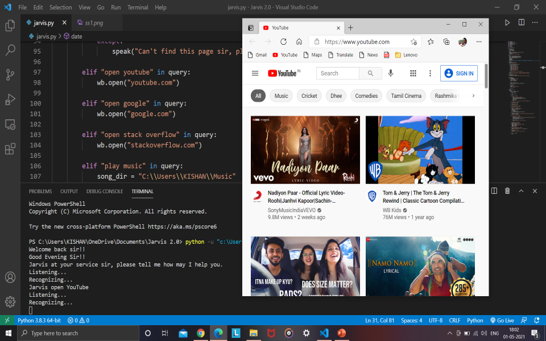 File Edit Selection View Go Run Terminal Help
jarvis.py - Jarvis 2.0 - Visual Studio Code
jarvis.py
ss1.png
jarvis.py > date
speak("Can't find this page sir, pl
96
97 elif "open youtube" in query:
98 wb.open("youtube.com")
99
100 elif "open google" in query:
101 wb.open("google.com")
102
103 elif "open stack overflow" in query:
104 wb.open("stackoverflow.com")
105
106 elif "play music" in query:
107 song_dir = "C:\\Users\\KISHAN\\Music"
PROBLEMS OUTPUT DEBUG CONSOLE TERMINAL
Windows PowerShell
Copyright (C) Microsoft Corporation. All rights reserved.
Try the new cross-platform PowerShell https://aka.ms/pscore6
PS C:\Users\KISHAN\OneDrive\Documents\Jarvis 2.0> python -u "c:\User
Welcome back sir!!
Good Evening Sir!!
Jarvis at your service sir, please tell me how may I help you.
Listening...
Recognizing...
Jarvis open YouTube
Listening...
Recognizing...
YouTube
https://www.youtube.com
Gmail YouTube Maps Translate News Lenovo
YouTube
Search
SIGN IN
All Music Cricket Dhee Comedies Tamil Cinema Rashmika
Nadiyon Paar
vevo
Roohi
Nadiyon Paar - Official Lyric Video-
Roohi|Janhvi Kapoor|Sachin-...
SonyMusicIndiaVEVO
9.8M views • 2 weeks ago
Tom & Jerry | The Tom & Jerry
Rewind | Classic Cartoon Compilati...
WB Kids
76M views • 1 year ago
ITNA MAKEUP KYU?
DOES SIZE MATTER?
NAMO NAMO
LYRICAL
285+
Python 3.8.3 64-bit 0 0
Ln 31, Col 81 Spaces: 4 UTF-8 CRLF Python Go Live
Type here to search
ENG
18:02
01-05-2021